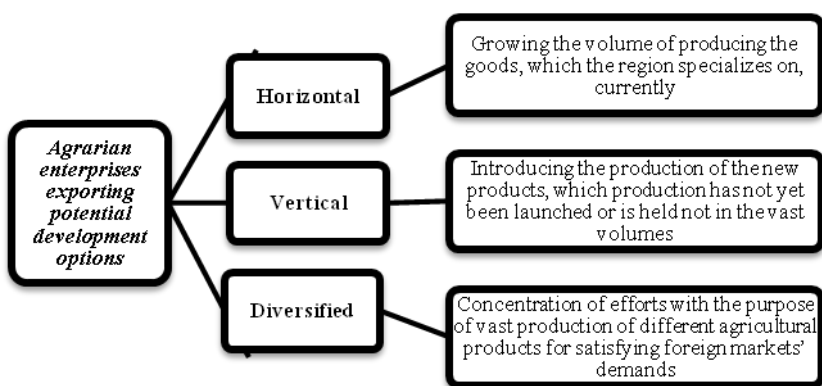 Agrarian
enterprises
exporting
potential
development
options
Horizontal
Growing the volume of producing the
goods, which the region specializes on,
currently
Vertical
Introducing the production of the new
products, which production has not yet
been launched or is held not in the vast
volumes
Diversified
Concentration of efforts with the purpose
of vast production of different agricultural
products for satisfying foreign markets’
demands